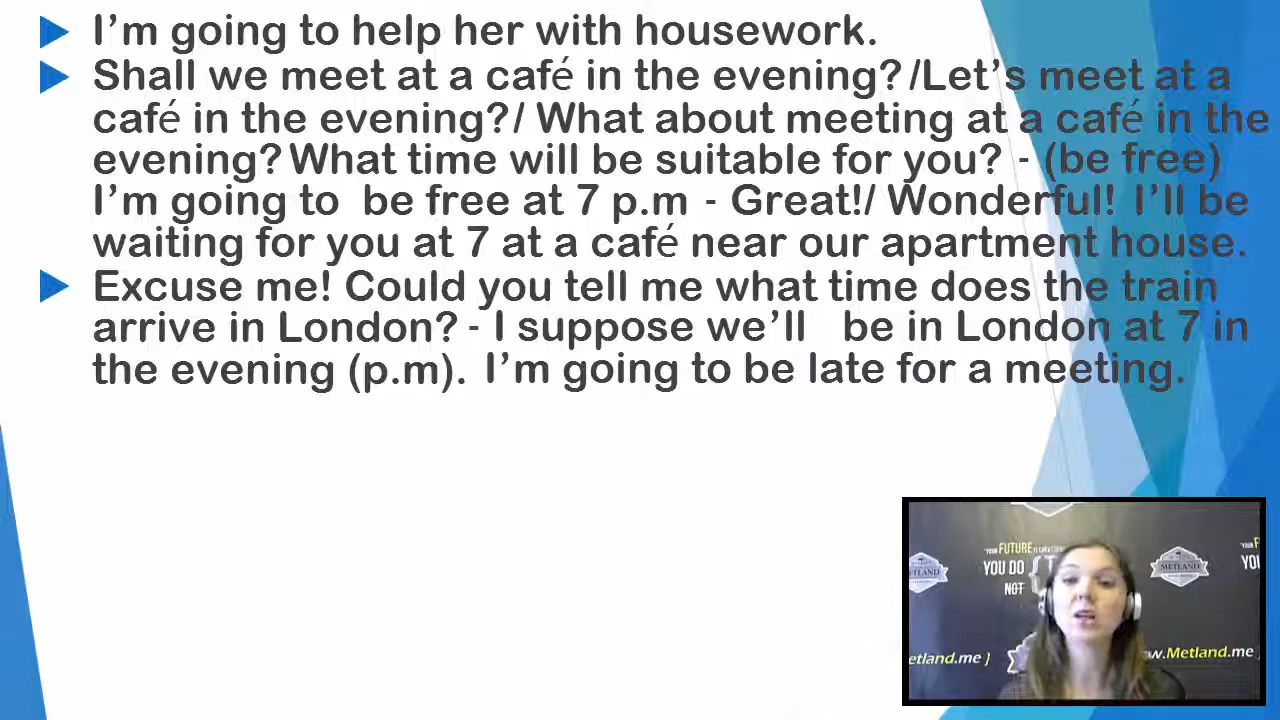 I'm going to help her with housework.
Shall we meet at a café in the evening?/Let's meet at a
café in the evening?/ What about meeting at a café in the
evening? What time will be suitable for you? - (be free)
I'm going to be free at 7 p.m - Great!/ Wonderful! I'll be
waiting for you at 7 at a café near our apartment house.
Excuse me! Could you tell me what time does the train
arrive in London? - I suppose we'll be in London at 7 in
the evening (p.m). I'm going to be late for a meeting.
"YOUR FUTURE IS
YOU DO
NOT
METLAND
YOUR
YO
etland.me }
w.Metland.me }